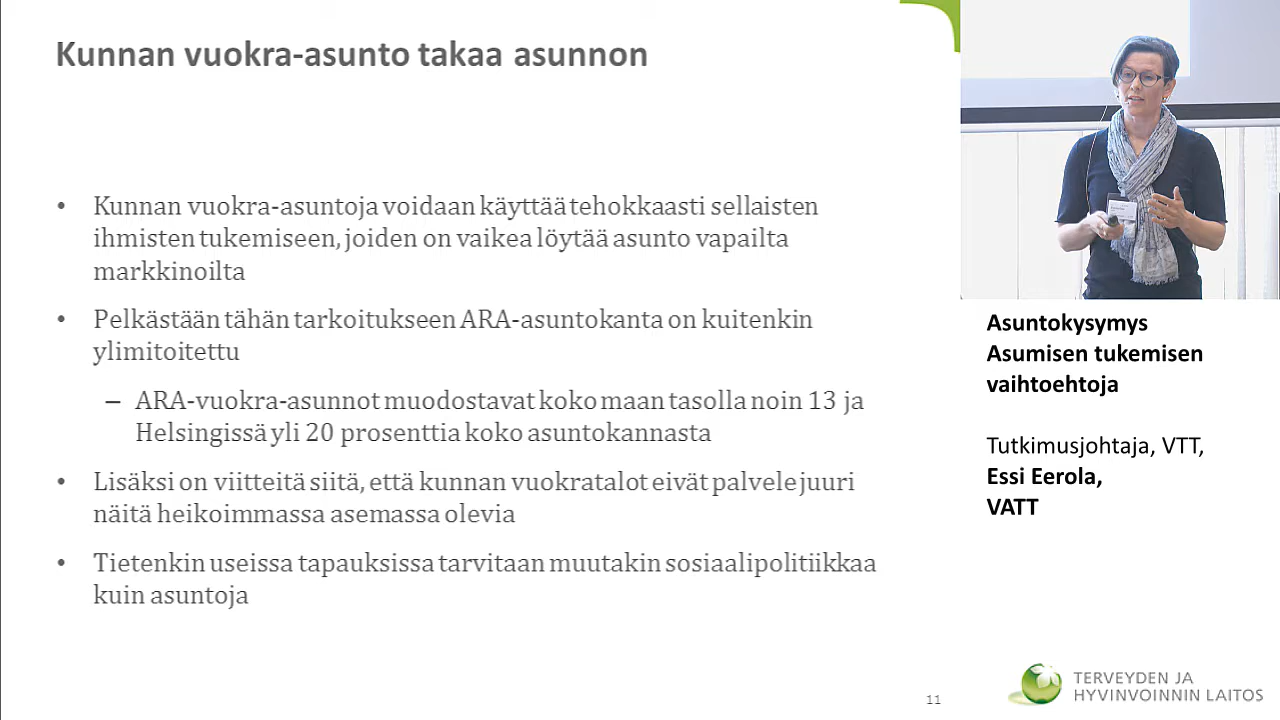 Kunnan vuokra-asunto takaa asunnon
• Kunnan vuokra-asuntoja voidaan käyttää tehokkaasti sellaisten
ihmisten tukemiseen, joiden on vaikea löytää asunto vapailta
markkinoilta
• Pelkästään tähän tarkoitukseen ARA-asuntokanta on kuitenkin
ylimitoitettu
– ARA-vuokra-asunnot muodostavat koko maan tasolla noin 13 ja
Helsingissä yli 20 prosenttia koko asuntokannasta
• Lisäksi on viitteitä siitä, että kunnan vuokratalot eivät palvele juuri
näitä heikoimmassa asemassa olevia
• Tietenkin useissa tapauksissa tarvitaan muutakin sosiaalipolitiikkaa
kuin asuntoja
11
Asuntokysymys
Asumisen tukemisen
vaihtoehtoja
Tutkimusjohtaja, VTT,
Essi Eerola,
VATT
TERVEYDEN JA
HYVINVOINNIN LAITOS